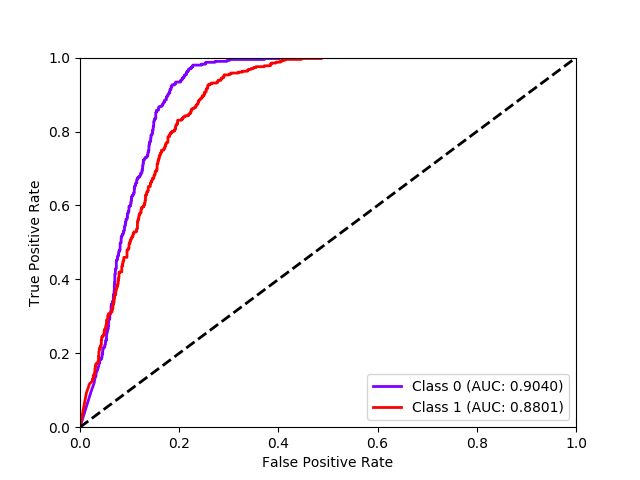 1.0
0.8
0.6
0.4
0.2
0.0
True Positive Rate
Class 0 (AUC: 0.9040)
Class 1 (AUC: 0.8801)
0.0 0.2 0.4 0.6 0.8 1.0
False Positive Rate